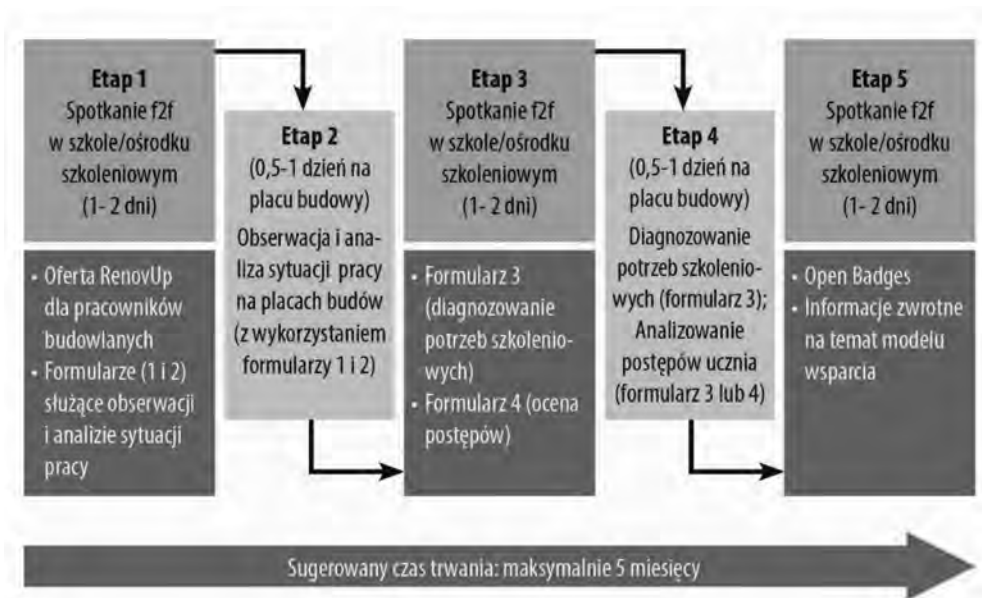 Etap 1
Spotkanie f2f
w szkole/ośrodku
szkoleniowym
(1- 2 dni)
• Oferta RenovUp
dla pracowników
budowlanych
• Formularze (1 i 2)
służące obserwacji
i analizie sytuacji
pracy
Etap 2
(0,5-1 dzień na
placu budowy)
Obserwacja i ana-
liza sytuacji pracy
na placach budów
(z wykorzystaniem
formularzy 1 i 2)
Etap 3
Spotkanie f2f
w szkole/ośrodku
szkoleniowym
(1- 2 dni)
• Formularz 3
(diagnozowanie
potrzeb szkolenio-
wych)
• Formularz 4 (ocena
postępów)
Etap 4
(0,5-1 dzień na
placu budowy)
Diagnozowanie
potrzeb szkolenio-
wych (formularz 3);
Analizowanie
postępów ucznia
(formularz 3 lub 4)
Etap 5
Spotkanie f2f
w szkole/ośrodku
szkoleniowym
(1- 2 dni)
• Open Badges
• Informacje zwrotne
na temat modelu
wsparcia
Sugerowany czas trwania: maksymalnie 5 miesięcy